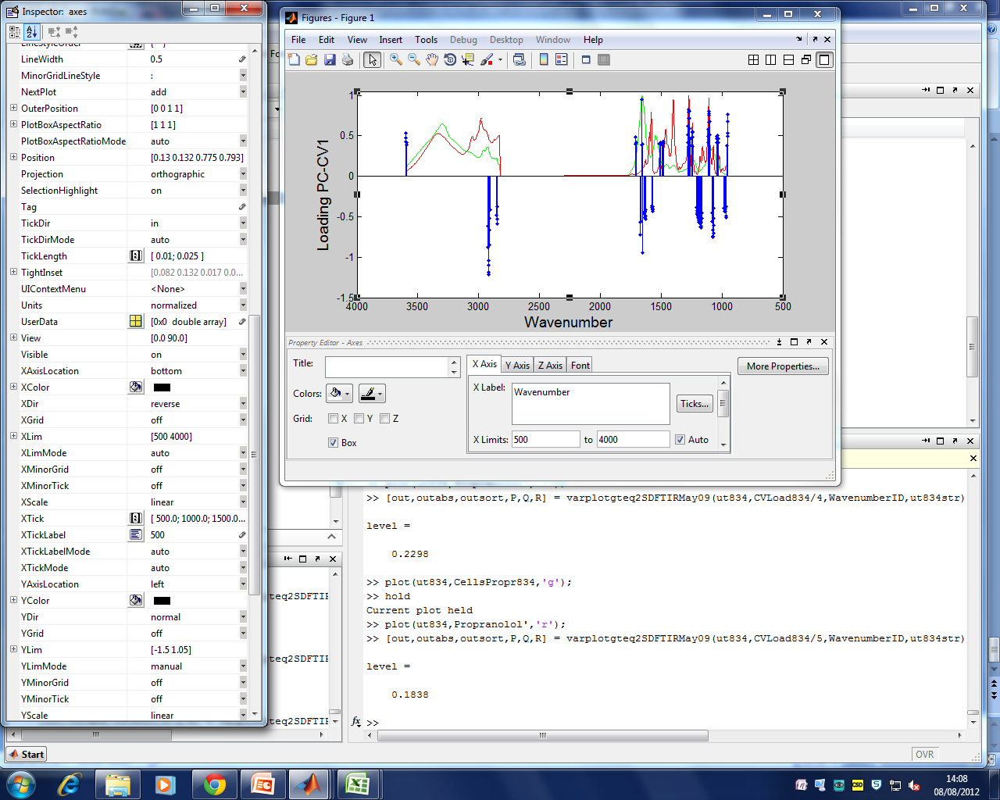 Inspector: axes
LineWidth 0.5
MinorGridLineStyle :
NextPlot add
OuterPosition [0 0 1 1]
PlotBoxAspectRatio [1 1 1]
PlotBoxAspectRatioMode auto
Position [0.13 0.132 0.775 0.793]
Projection orthographic
SelectionHighlight on
Tag
TickDir in
TickDirMode auto
TickLength [ 0.01; 0.025 ]
TightInset [0.082 0.132 0.017 0.0...
UIContextMenu <None>
Units normalized
UserData [0x0 double array]
View [0.0 90.0]
Visible on
XAxisLocation bottom
XColor
XDir reverse
XGrid off
XLim [500 4000]
XLimMode auto
XMinorGrid off
XMinorTick off
XScale linear
XTick [ 500.0; 1000.0; 1500.0...
XTickLabel 500
XTickLabelMode auto
XTickMode auto
YAxisLocation left
YColor
YDir normal
YGrid off
YLim [-1.5 1.05]
YLimMode manual
YMinorGrid off
YMinorTick off
YScale linear
Figures - Figure 1
File Edit View Insert Tools Debug Desktop Window Help
1
0.5
0
-0.5
-1
-1.5
Loading PC-CV1
4000 3500 3000 2500 2000 1500 1000 500
Wavenumber
Property Editor - Axes
Title:
Colors:
Grid: X Y Z
Box
X Axis Y Axis Z Axis Font
X Label: Wavenumber
Ticks...
X Limits: 500 to 4000 Auto
More Properties...
>> [out,outabs,outsort,P,Q,R] = varplotgteq2SDFTIRMay09(ut834,CVLoad834/4,WavenumberID,ut834str)
level =
0.2298
>> plot(ut834,CellsPropr834,'g');
>> hold
Current plot held
>> plot(ut834,Propranolol','r');
>> [out,outabs,outsort,P,Q,R] = varplotgteq2SDFTIRMay09(ut834,CVLoad834/5,WavenumberID,ut834str)
level =
0.1838
fx >>
teq2SDFTIF
teq2SDFTIF
teq2SDFTIF
Start
OVR
CSD
14:08
08/08/2012